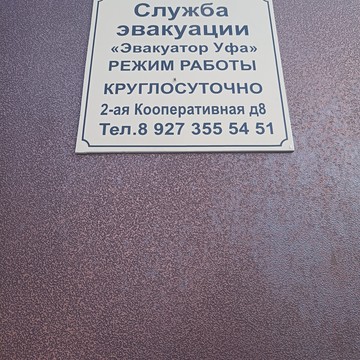 Служба
эвакуации
«Эвакуатор Уфа»
РЕЖИМ РАБОТЫ
КРУГЛОСУТОЧНО
2-ая Кооперативная д8
Тел.8 927 355 54 51